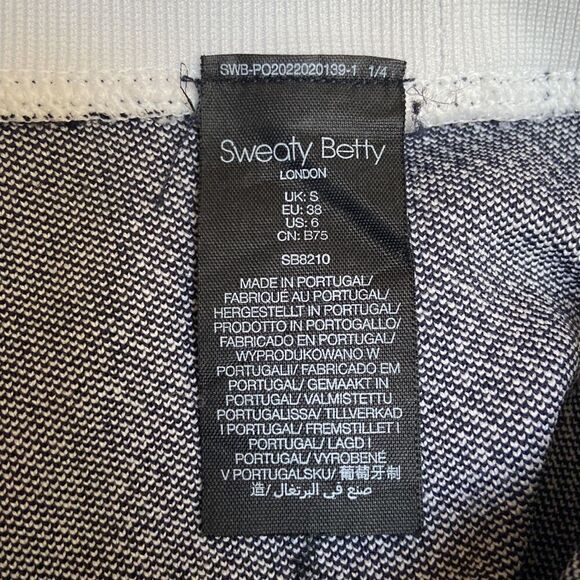 SWB-PO2022020139-1 1/4
Sweaty Betty
LONDON
UK: S
EU: 38
US: 6
CN: B75
SB8210
MADE IN PORTUGAL/
FABRIQUÉ AU PORTUGAL/
HERGESTELLT IN PORTUGAL/
PRODOTTO IN PORTOGALLO/
FABRICADO EN PORTUGAL/
WYPRODUKOWANO W
PORTUGALII/ FABRICADO EM
PORTUGAL/ GEMAAKT IN
PORTUGAL/ VALMISTETTU
PORTUGALISSA/ TILLVERKAD
I PORTUGAL/ FREMSTILLET I
PORTUGAL/ LAGD I
PORTUGAL/ VYROBENÉ
V PORTUGALSKU/ 葡萄牙制
造/ صنع في البرتغال/